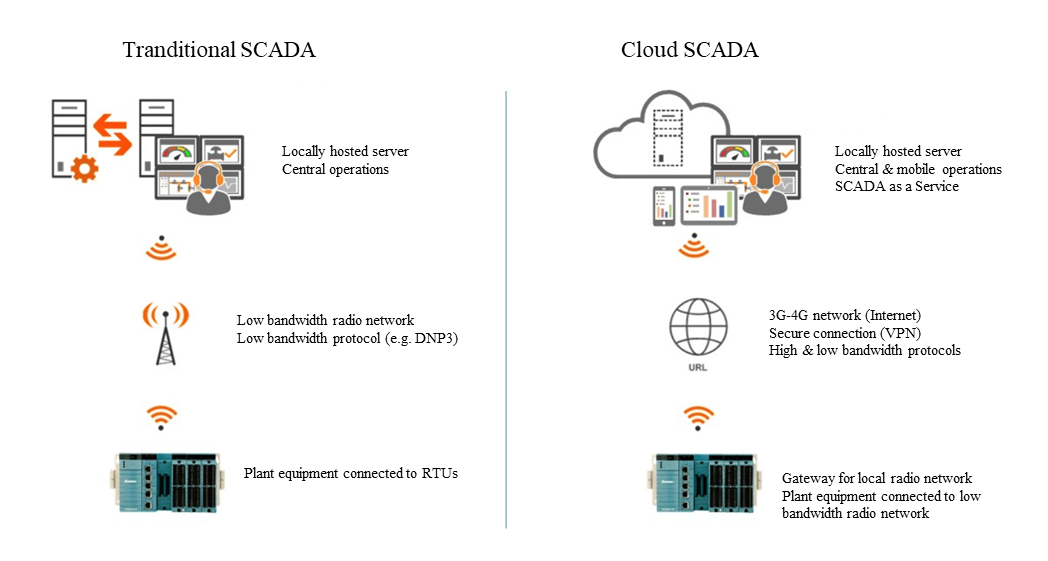 Tranditional SCADA
Locally hosted server
Central operations
Low bandwidth radio network
Low bandwidth protocol (e.g. DNP3)
Plant equipment connected to RTUs
Cloud SCADA
Locally hosted server
Central & mobile operations
SCADA as a Service
3G-4G network (Internet)
Secure connection (VPN)
High & low bandwidth protocols
URL
Gateway for local radio network
Plant equipment connected to low
bandwidth radio network